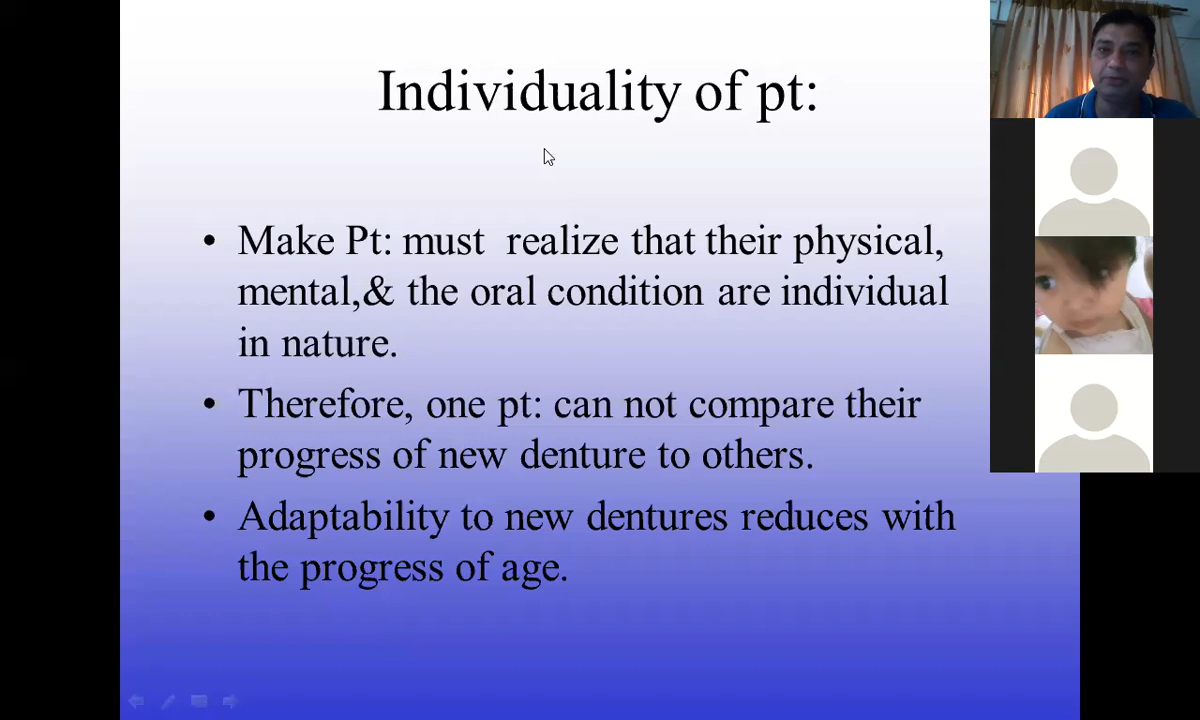 Individuality of pt:
• Make Pt: must realize that their physical,
mental,& the oral condition are individual
in nature.
• Therefore, one pt: can not compare their
progress of new denture to others.
• Adaptability to new dentures reduces with
the progress of age.